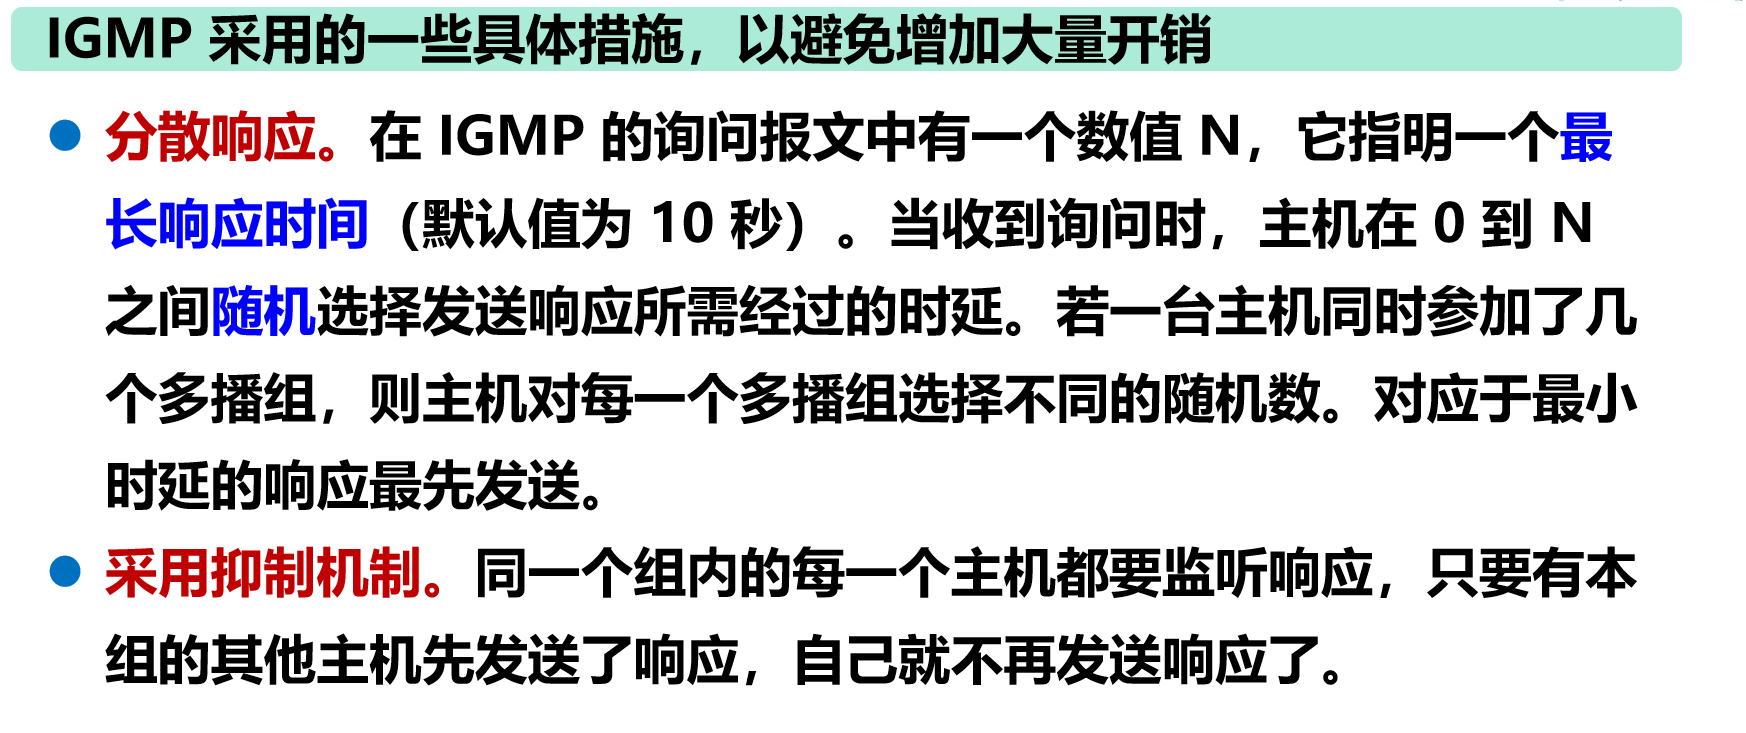 IGMP 采用的一些具体措施，以避免增加大量开销
分散响应。在 IGMP 的询问报文中有一个数值 N，它指明一个最
长响应时间（默认值为 10 秒）。当收到询问时，主机在 0 到 N
之间随机选择发送响应所需经过的时延。若一台主机同时参加了几
个多播组，则主机对每一个多播组选择不同的随机数。对应于最小
时延的响应最先发送。
采用抑制机制。同一个组内的每一个主机都要监听响应，只要有本
组的其他主机先发送了响应，自己就不再发送响应了。